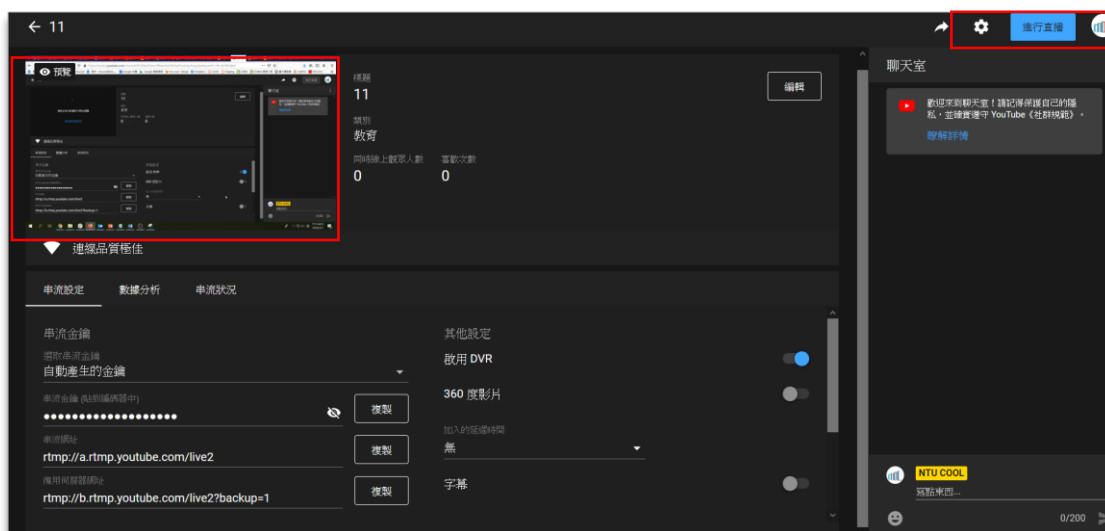 11
進行直播
預覽
標題
11
編輯
類別
教育
同時線上觀眾人數 喜歡次數
0 0
連線品質極佳
串流設定 數據分析 串流狀況
串流金鑰
選取串流金鑰
自動產生的金鑰
串流金鑰 (貼到編碼器中)
複製
串流網址
rtmp://a.rtmp.youtube.com/live2
複製
備用伺服器網址
rtmp://b.rtmp.youtube.com/live2?backup=1
複製
其他設定
啟用 DVR
360 度影片
加入的延遲時間
無
字幕
聊天室
歡迎來到聊天室！請記得保護自己的隱
私，並確實遵守 YouTube《社群規範》。
瞭解詳情
NTU COOL
寫點東西...
0/200